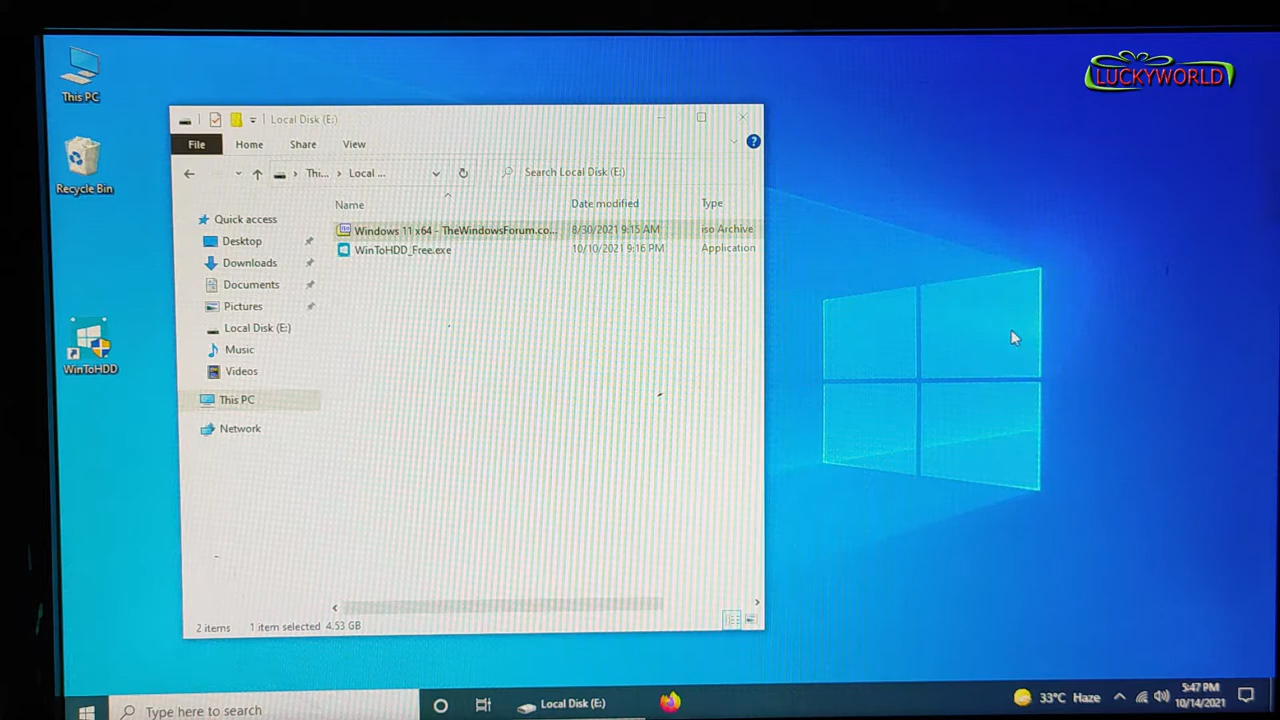 LUCKYWORLD
This PC
Recycle Bin
WinToHDD
Local Disk (E:)
File Home Share View
Thi... Local ... Search Local Disk (E:)
Name Date modified Type
Windows 11 x64 - TheWindowsForum.co... 8/30/2021 9:15 AM iso Archive
WinToHDD_Free.exe 10/10/2021 9:16 PM Application
Quick access
Desktop
Downloads
Documents
Pictures
Local Disk (E:)
Music
Videos
This PC
Network
2 items 1 item selected 4.53 GB
Type here to search
Local Disk (E:)
33°C Haze
5:47 PM
10/14/2021